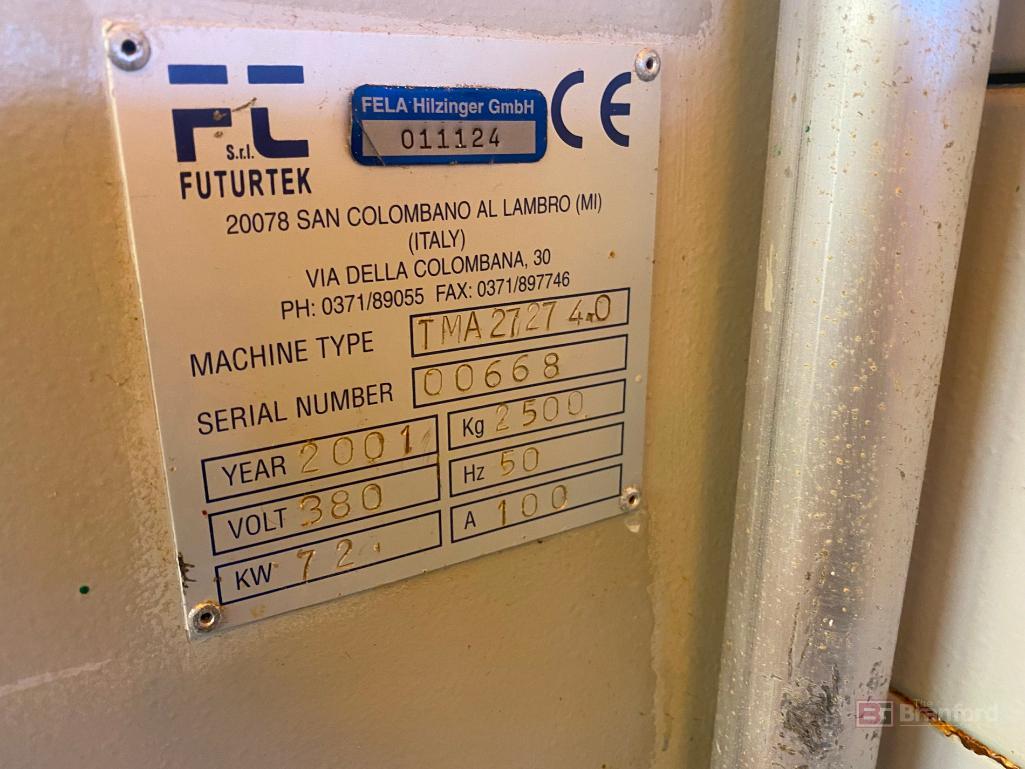 FC
S.r.l.
FUTURTEK
FELA Hilzinger GmbH
011124
CE
20078 SAN COLOMBANO AL LAMBRO (MI)
(ITALY)
VIA DELLA COLOMBANA, 30
PH: 0371/89055 FAX: 0371/897746
MACHINE TYPE TMA 27/27 4.0
SERIAL NUMBER 00668
YEAR 2001 Kg 2500
VOLT 380 Hz 50
KW 72 A 100
The
Branford